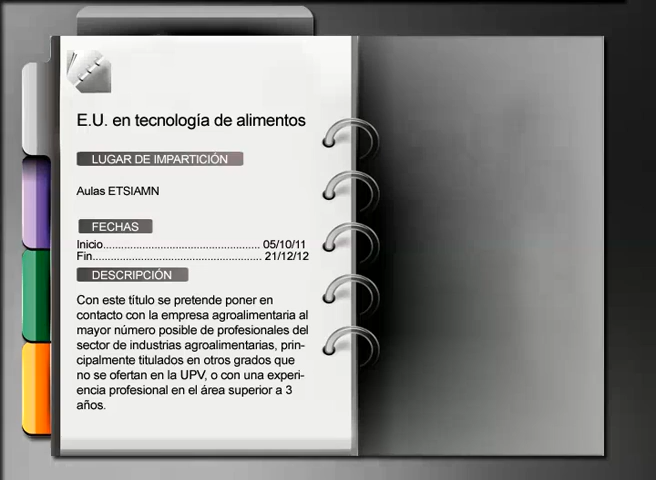 E.U. en tecnología de alimentos
LUGAR DE IMPARTICIÓN
Aulas ETSIAMN
FECHAS
Inicio................................................... 05/10/11
Fin....................................................... 21/12/12
DESCRIPCIÓN
Con este título se pretende poner en
contacto con la empresa agroalimentaria al
mayor número posible de profesionales del
sector de industrias agroalimentarias, prin-
cipalmente titulados en otros grados que
no se ofertan en la UPV, o con una experi-
encia profesional en el área superior a 3
años.